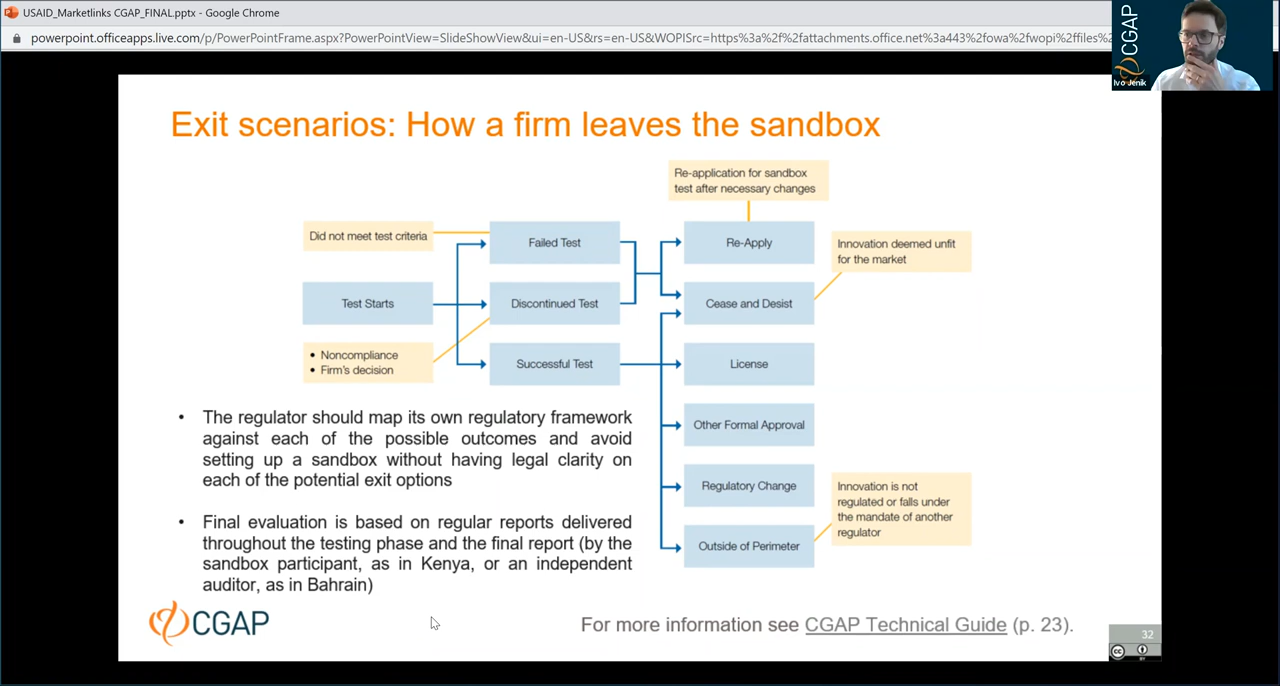 USAID_Marketlinks CGAP_FINAL.pptx - Google Chrome
powerpoint.officeapps.live.com/p/PowerPointFrame.aspx?PowerPointView=SlideShowView&ui=en-US&rs=en-US&WOPISrc=https%3a%2f%2fattachments.office.net%3a443%2fowa%2fwopi%2ffiles%2
CGAP
Ivo Jenik
Exit scenarios: How a firm leaves the sandbox
Re-application for sandbox
test after necessary changes
Did not meet test criteria
Failed Test
Re-Apply
Innovation deemed unfit
for the market
Test Starts
Discontinued Test
Cease and Desist
• Noncompliance
• Firm's decision
Successful Test
License
Other Formal Approval
Regulatory Change
Innovation is not
regulated or falls under
the mandate of another
regulator
Outside of Perimeter
• The regulator should map its own regulatory framework
against each of the possible outcomes and avoid
setting up a sandbox without having legal clarity on
each of the potential exit options
• Final evaluation is based on regular reports delivered
throughout the testing phase and the final report (by the
sandbox participant, as in Kenya, or an independent
auditor, as in Bahrain)
CGAP
For more information see CGAP Technical Guide (p. 23).
32
cc
BY